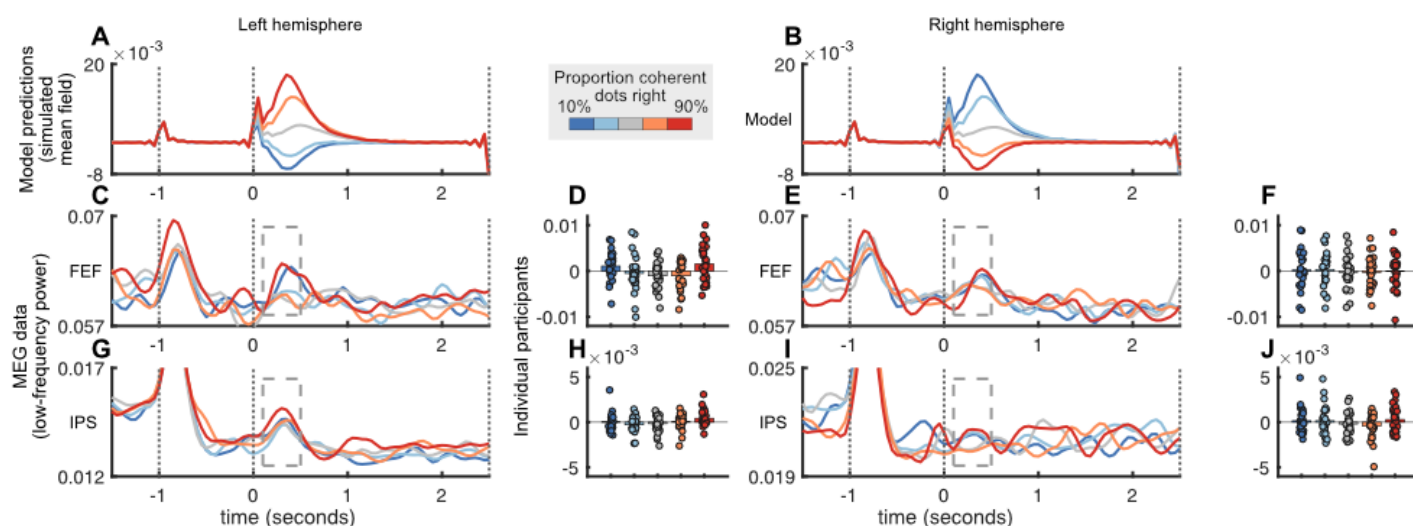 Left hemisphere
Right hemisphere
A
B
×10⁻³
×10⁻³
20
20
-8
-8
Model predictions
(simulated
mean field)
Model
Proportion coherent
dots right
10% 90%
-1 0 1 2
-1 0 1 2
C
D
E
F
0.07
0.057
FEF
0.01
0
-0.01
0.07
0.057
FEF
0.01
0
-0.01
-1 0 1 2
-1 0 1 2
MEG data
(low-frequency power)
Individual participants
G
H
I
J
0.017
0.012
IPS
×10⁻³
5
0
-5
0.025
0.019
IPS
×10⁻³
5
0
-5
-1 0 1 2
-1 0 1 2
time (seconds)
time (seconds)